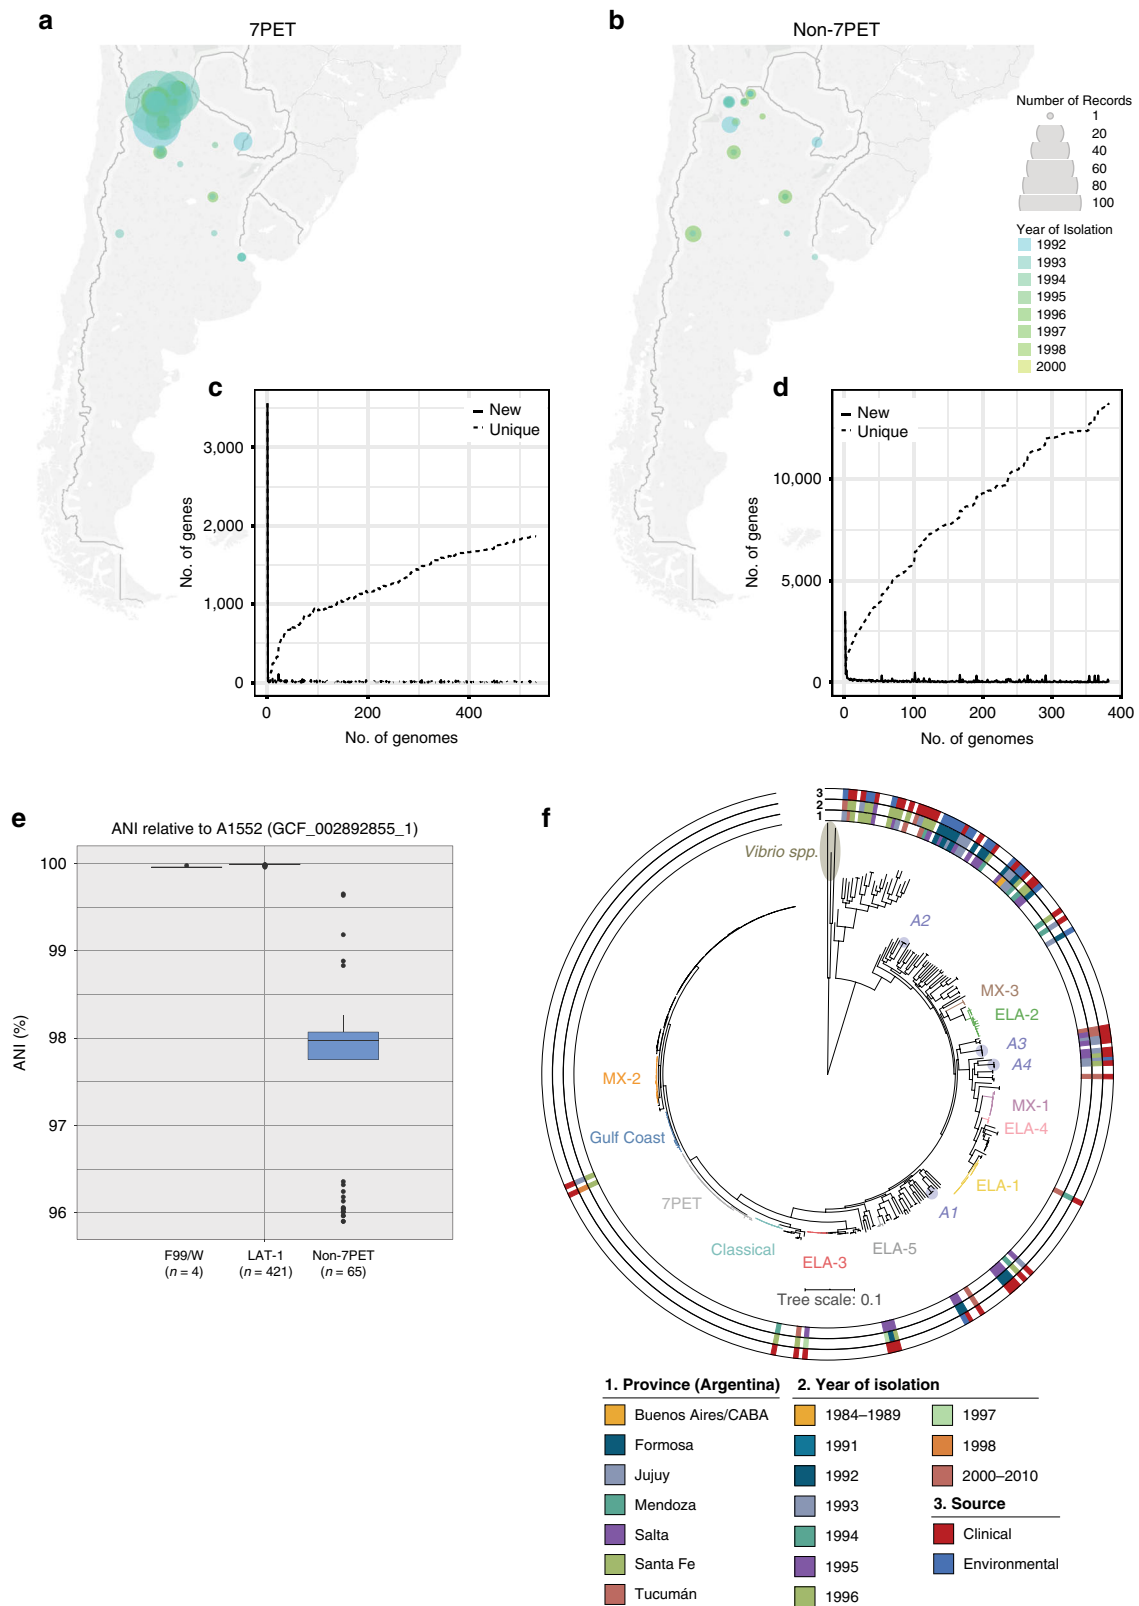 a
7PET
b
Non-7PET
Number of Records
1
20
40
60
80
100
Year of Isolation
1992
1993
1994
1995
1996
1997
1998
2000
c
New
Unique
3,000
2,000
1,000
0
No. of genes
0
200
400
No. of genomes
d
New
Unique
10,000
5,000
0
No. of genes
0
100
200
300
400
No. of genomes
e
ANI relative to A1552 (GCF_002892855_1)
100
99
98
97
96
ANI (%)
F99/W
(n = 4)
LAT-1
(n = 421)
Non-7PET
(n = 65)
f
3
2
1
Vibrio spp.
A2
MX-3
ELA-2
A3
A4
MX-1
ELA-4
ELA-1
A1
ELA-5
ELA-3
Classical
7PET
Gulf Coast
MX-2
Tree scale: 0.1
1. Province (Argentina)
Buenos Aires/CABA
Formosa
Jujuy
Mendoza
Salta
Santa Fe
Tucumán
2. Year of isolation
1984–1989
1991
1992
1993
1994
1995
1996
1997
1998
2000–2010
3. Source
Clinical
Environmental